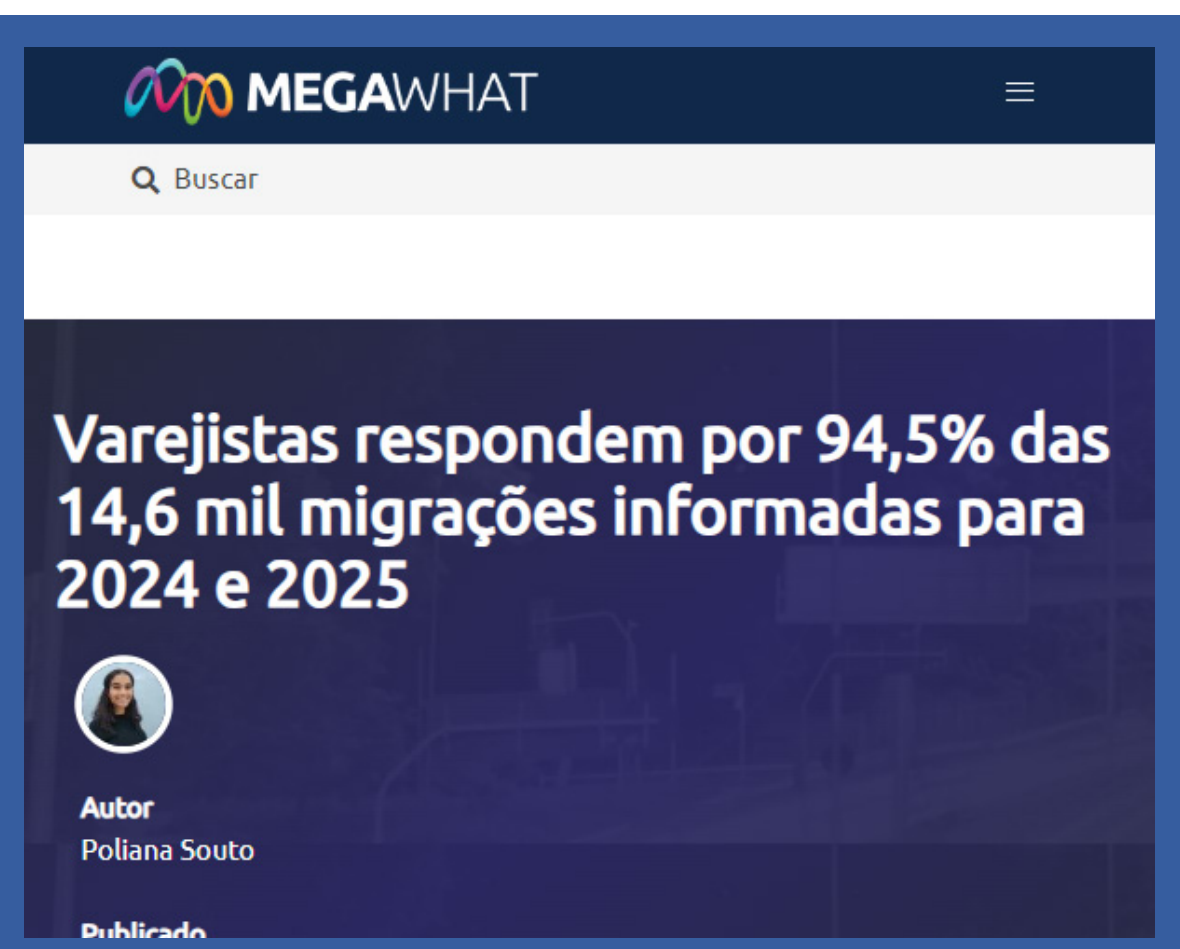 MEGAWHAT
Buscar
Varejistas respondem por 94,5% das
14,6 mil migrações informadas para
2024 e 2025
Autor
Poliana Souto
Publicado